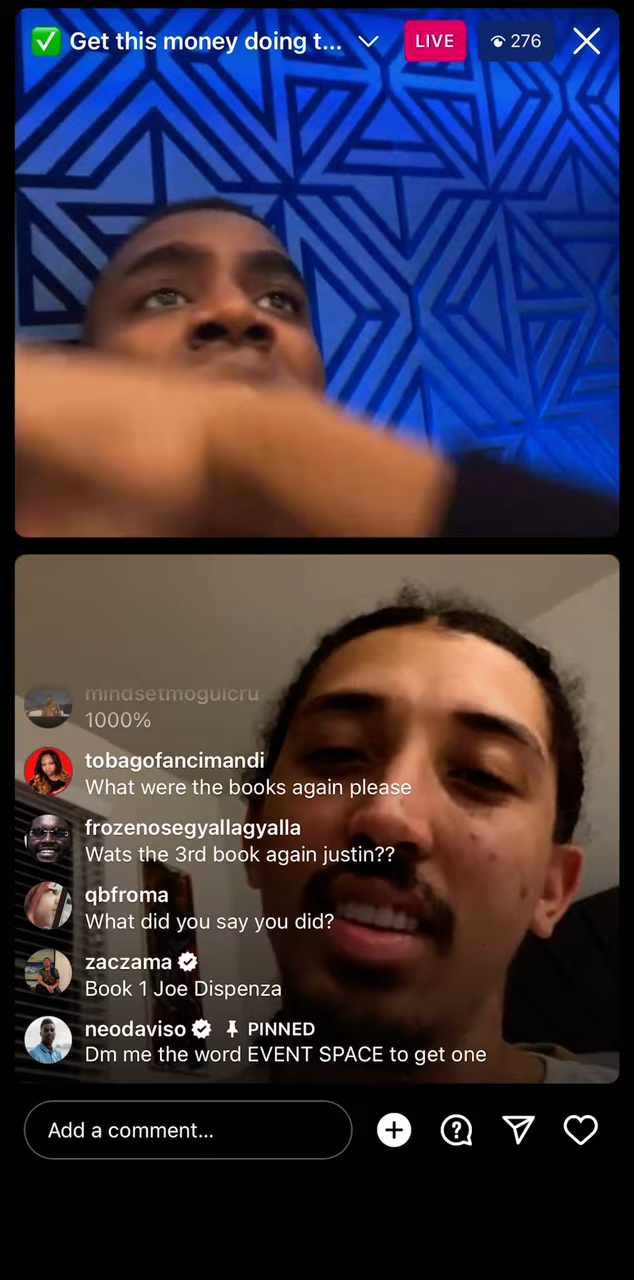 ✅ Get this money doing t...
LIVE
276
mindsetmogulcru
1000%
tobagofancimandi
What were the books again please
frozenosegyallagyalla
Wats the 3rd book again justin??
qbfroma
What did you say you did?
zaczama
Book 1 Joe Dispenza
neodaviso PINNED
Dm me the word EVENT SPACE to get one
Add a comment...